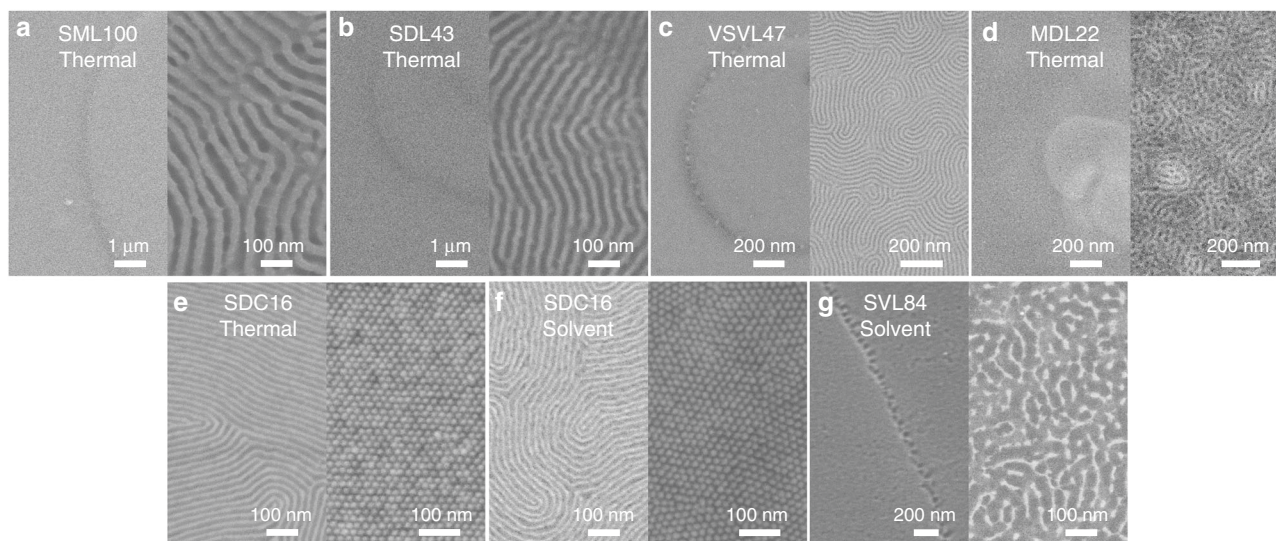 a SML100
Thermal
1 μm
100 nm
b SDL43
Thermal
1 μm
100 nm
c VSVL47
Thermal
200 nm
200 nm
d MDL22
Thermal
200 nm
200 nm
e SDC16
Thermal
100 nm
100 nm
f SDC16
Solvent
100 nm
100 nm
g SVL84
Solvent
200 nm
100 nm